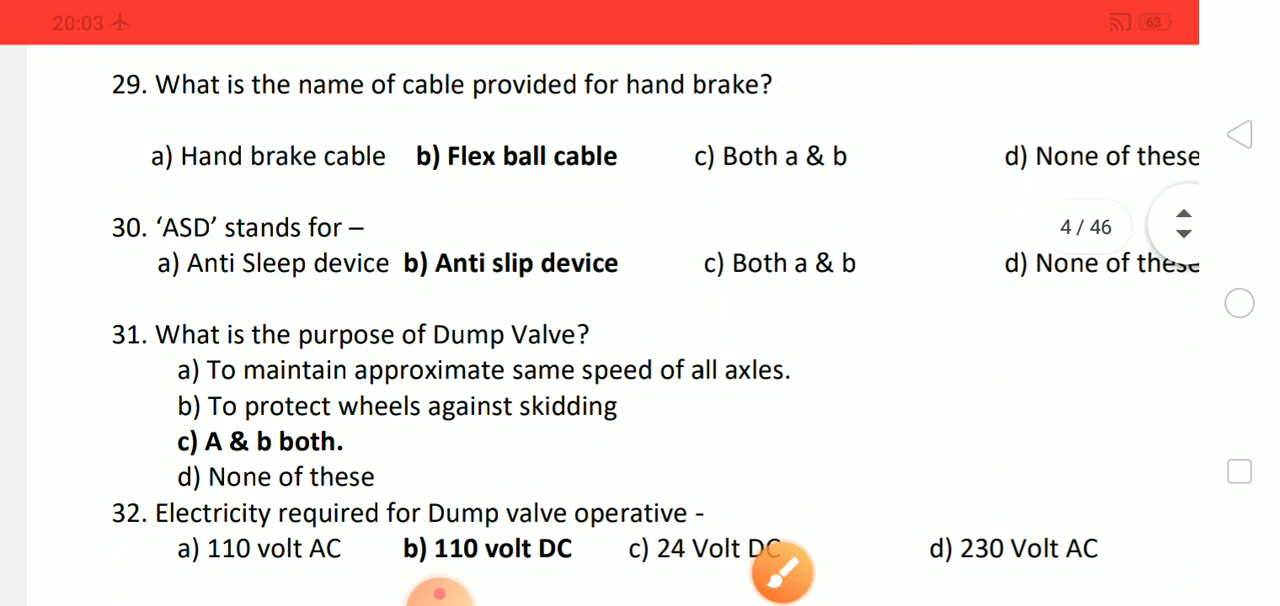 20:03 63
29. What is the name of cable provided for hand brake?
a) Hand brake cable b) Flex ball cable c) Both a & b d) None of these
30. ‘ASD’ stands for – 4 / 46
a) Anti Sleep device b) Anti slip device c) Both a & b d) None of these
31. What is the purpose of Dump Valve?
a) To maintain approximate same speed of all axles.
b) To protect wheels against skidding
c) A & b both.
d) None of these
32. Electricity required for Dump valve operative -
a) 110 volt AC b) 110 volt DC c) 24 Volt DC d) 230 Volt AC